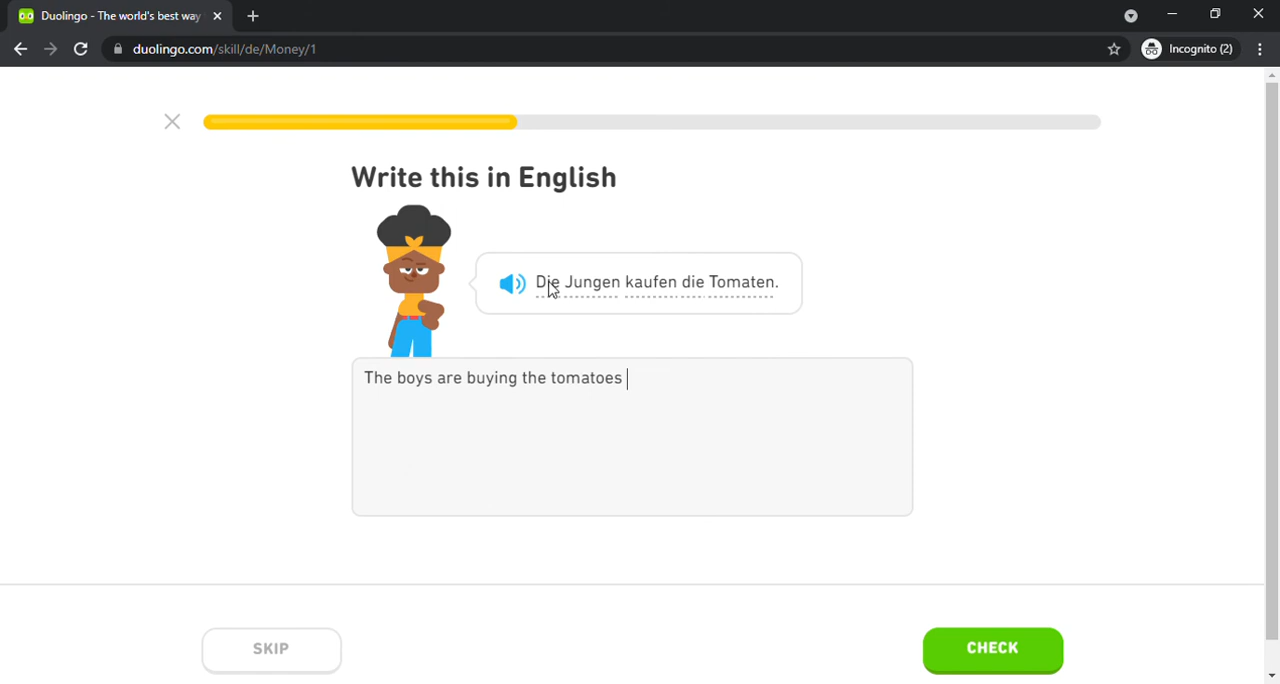 Duolingo - The world's best way
duolingo.com/skill/de/Money/1
Incognito (2)
Write this in English
Die Jungen kaufen die Tomaten.
The boys are buying the tomatoes
SKIP
CHECK